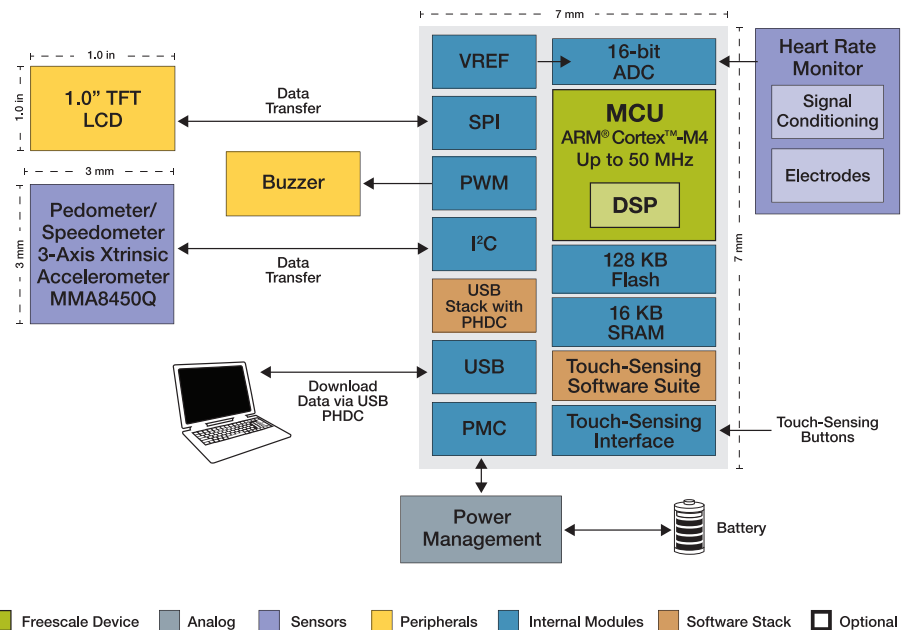 7 mm
1.0 in
1.0 in
1.0” TFT
LCD
Data
Transfer
Buzzer
3 mm
3 mm
Pedometer/
Speedometer
3-Axis Xtrinsic
Accelerometer
MMA8450Q
Data
Transfer
Download
Data via USB
PHDC
VREF
SPI
PWM
I²C
USB
Stack with
PHDC
USB
PMC
16-bit
ADC
MCU
ARM® Cortex™-M4
Up to 50 MHz
DSP
128 KB
Flash
16 KB
SRAM
Touch-Sensing
Software Suite
Touch-Sensing
Interface
7 mm
Heart Rate
Monitor
Signal
Conditioning
Electrodes
Touch-Sensing
Buttons
Power
Management
Battery
Freescale Device
Analog
Sensors
Peripherals
Internal Modules
Software Stack
Optional